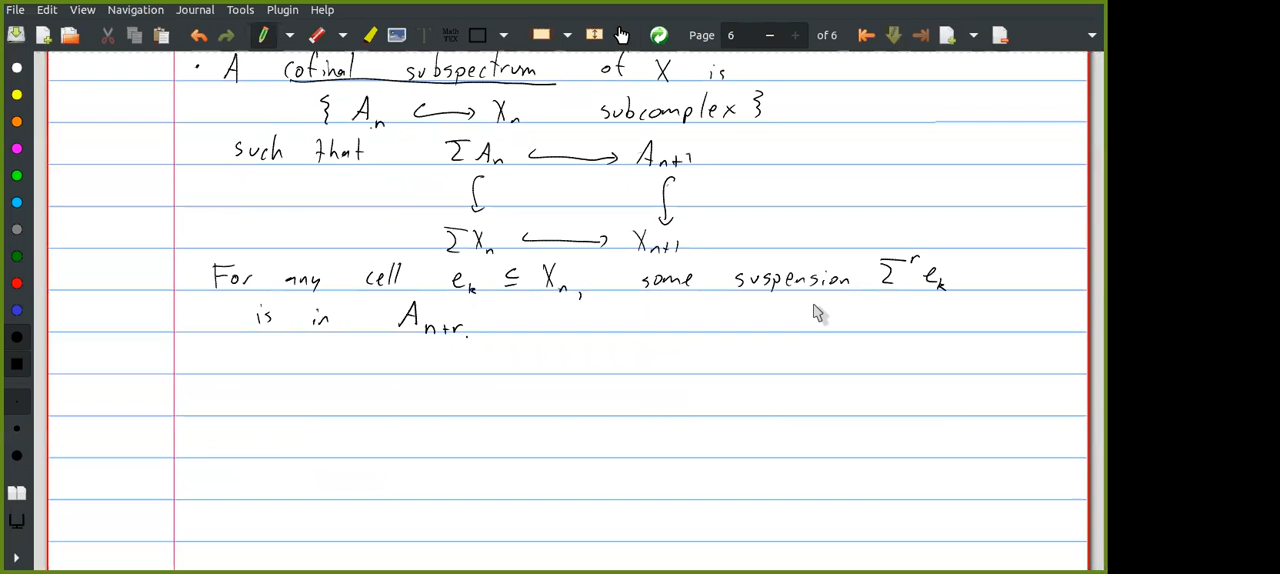 File Edit View Navigation Journal Tools Plugin Help
Math TEX Page 6 of 6
· A cofinal subspectrum of X is
{ A_n ↪ X_n subcomplex }
such that ΣA_n ↪ A_{n+1}
ΣX_n ↪ X_{n+1}
For any cell e_k ⊆ X_n, some suspension Σ^r e_k
is in A_{n+r}.